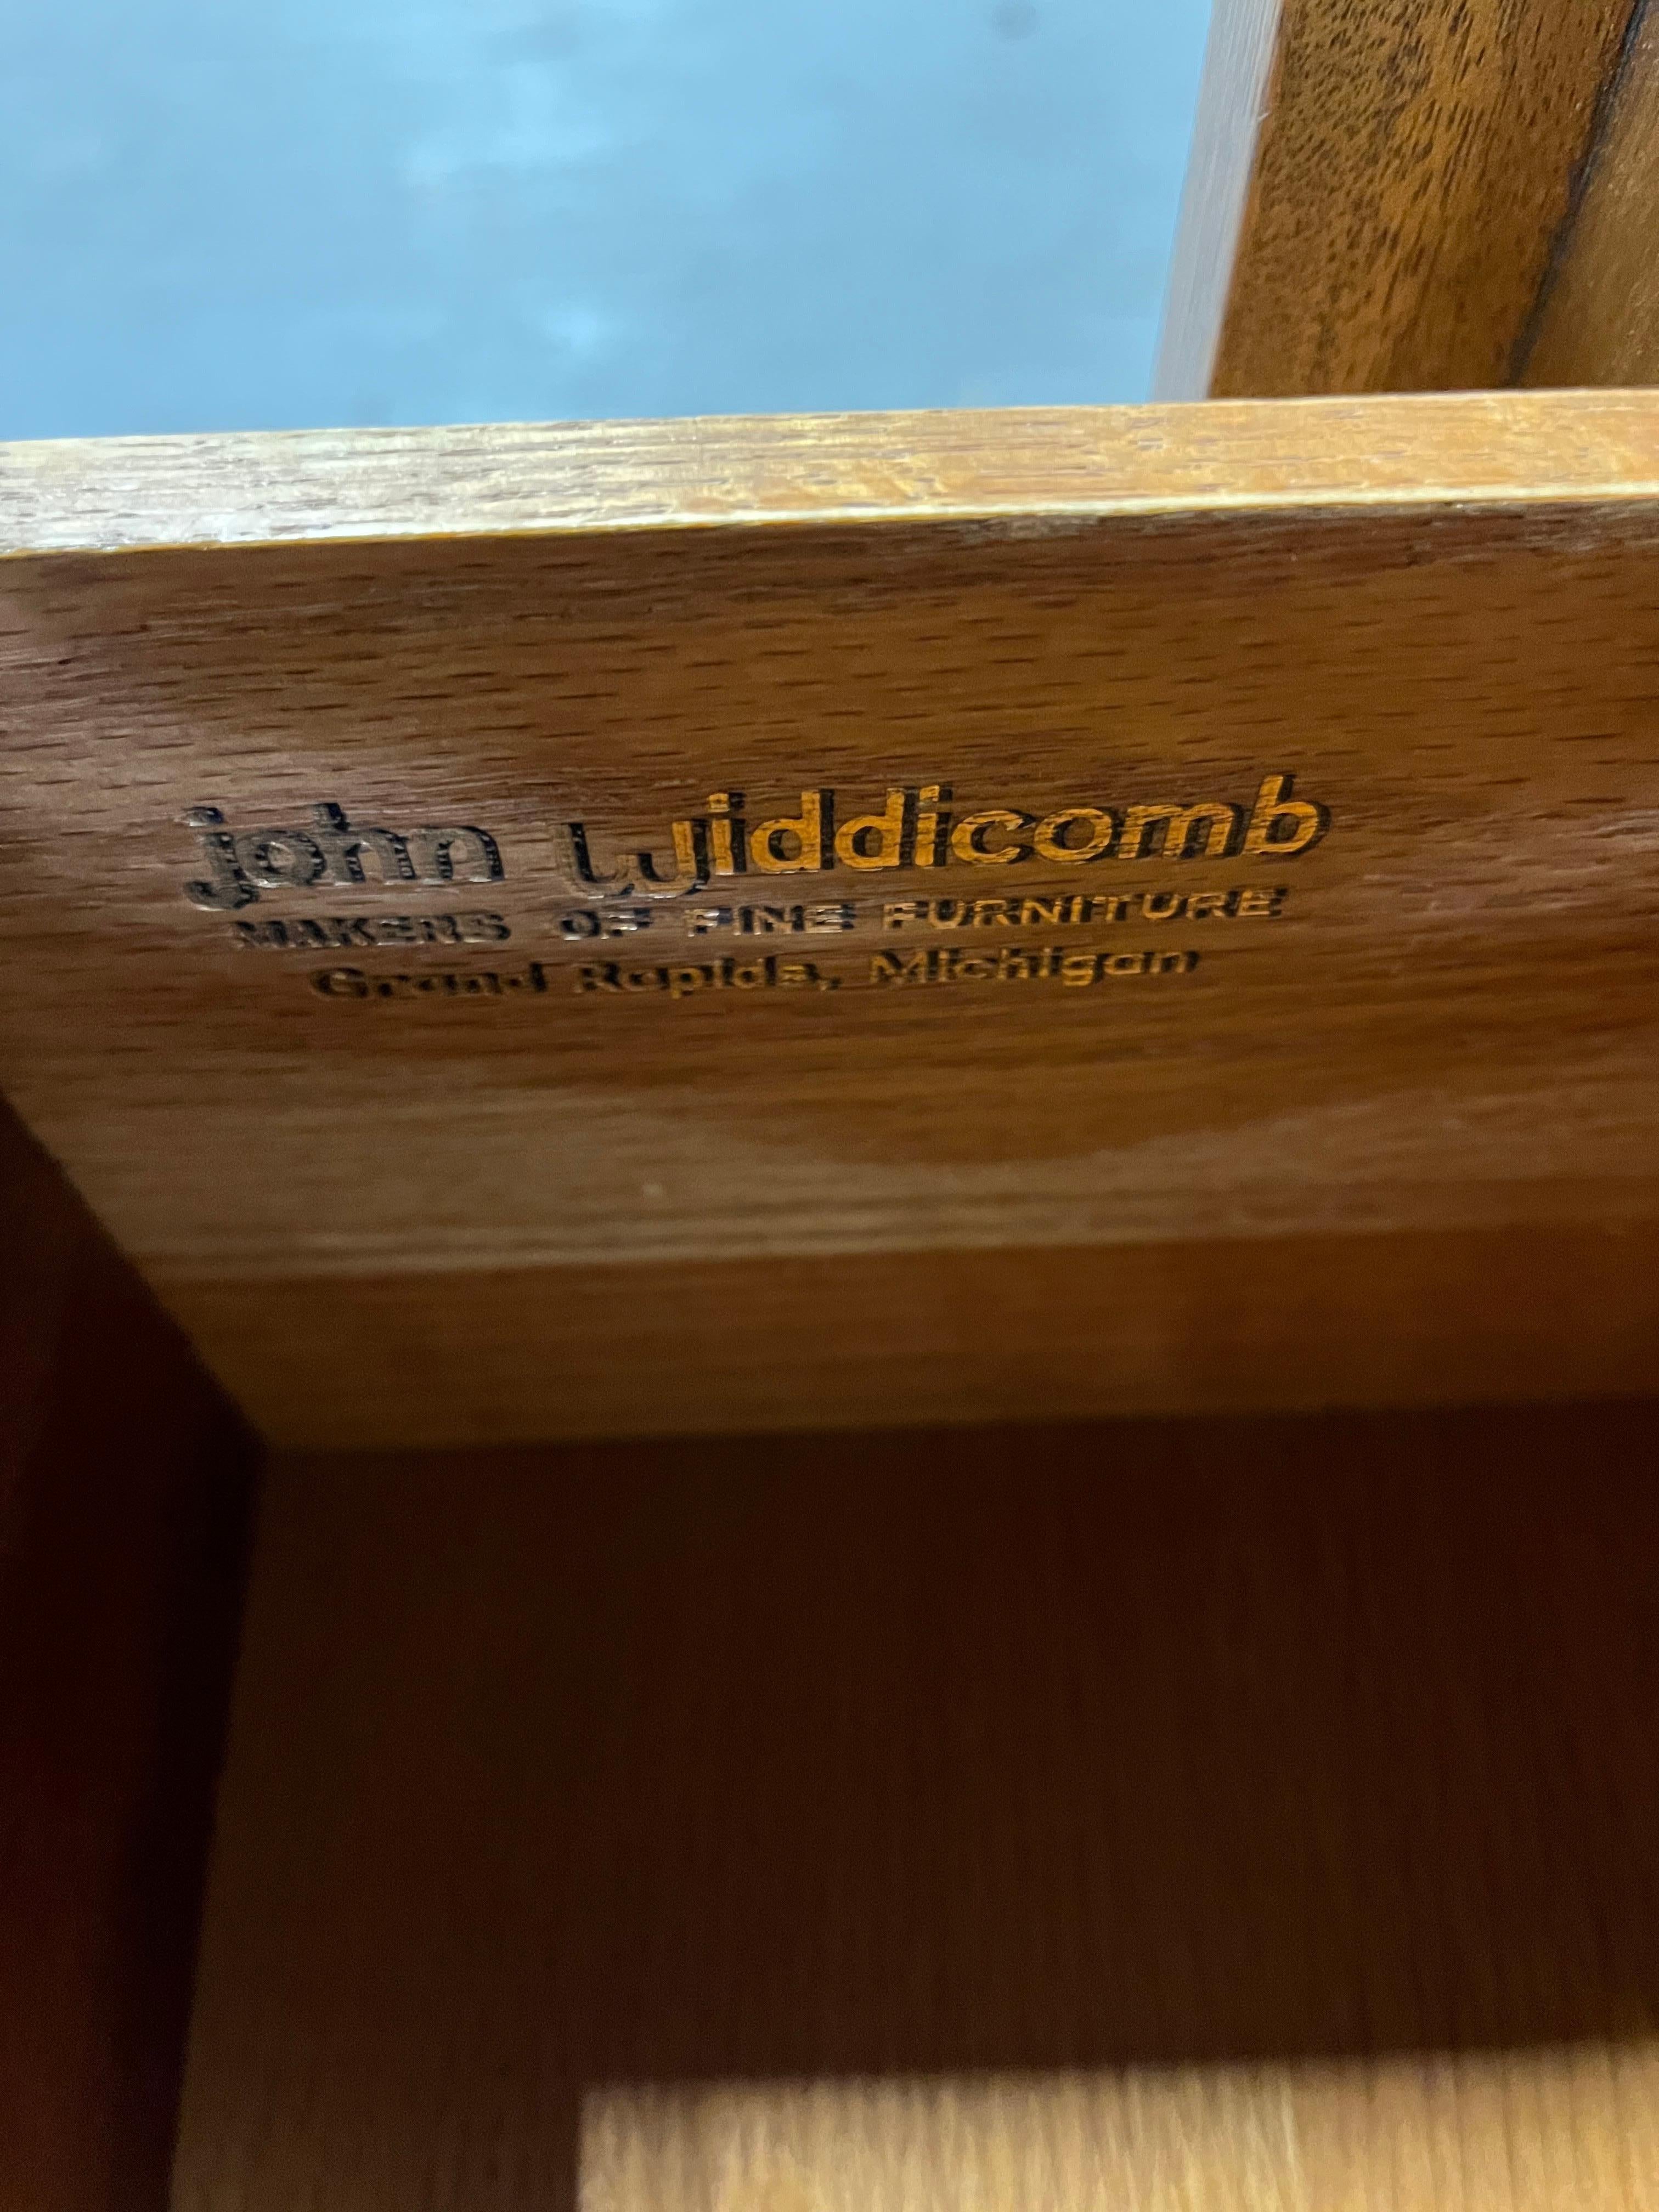 john widdicomb
MAKERS OF FINE FURNITURE
Grand Rapids, Michigan